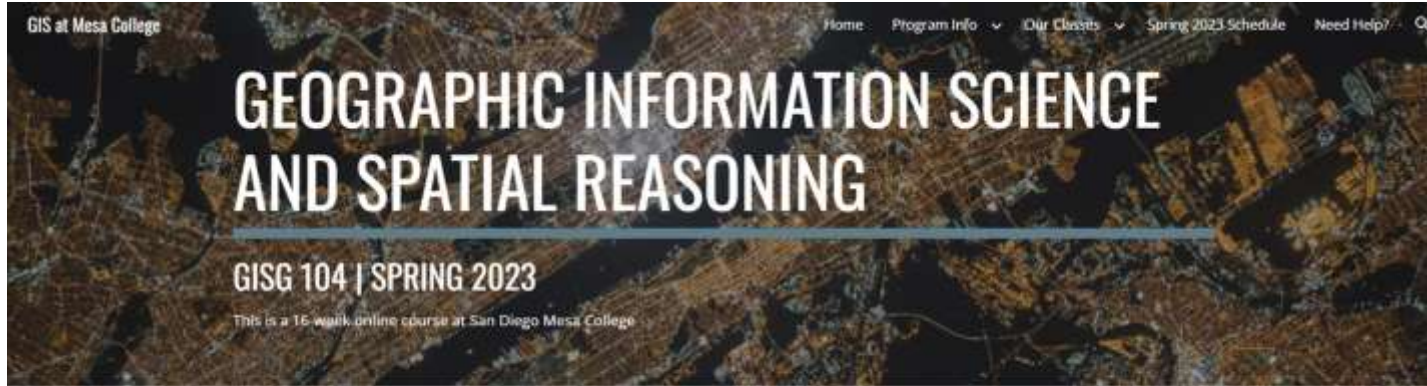 GIS at Mesa College
Home Program Info Our Classes Spring 2023 Schedule Need Help?
GEOGRAPHIC INFORMATION SCIENCE
AND SPATIAL REASONING
GISG 104 | SPRING 2023
This is a 16-week online course at San Diego Mesa College